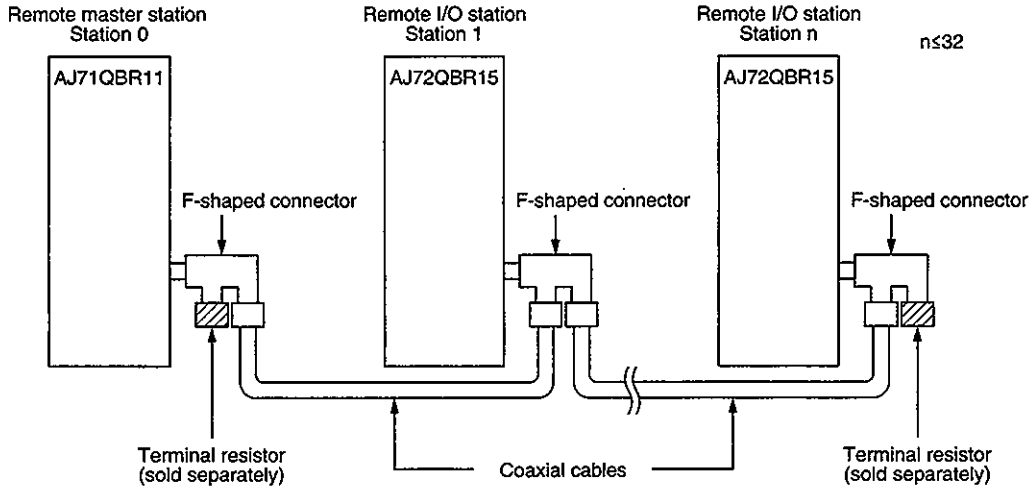 Remote master station
Station 0
Remote I/O station
Station 1
Remote I/O station
Station n
n≤32
AJ71QBR11
AJ72QBR15
AJ72QBR15
F-shaped connector
F-shaped connector
F-shaped connector
Terminal resistor
(sold separately)
Coaxial cables
Terminal resistor
(sold separately)